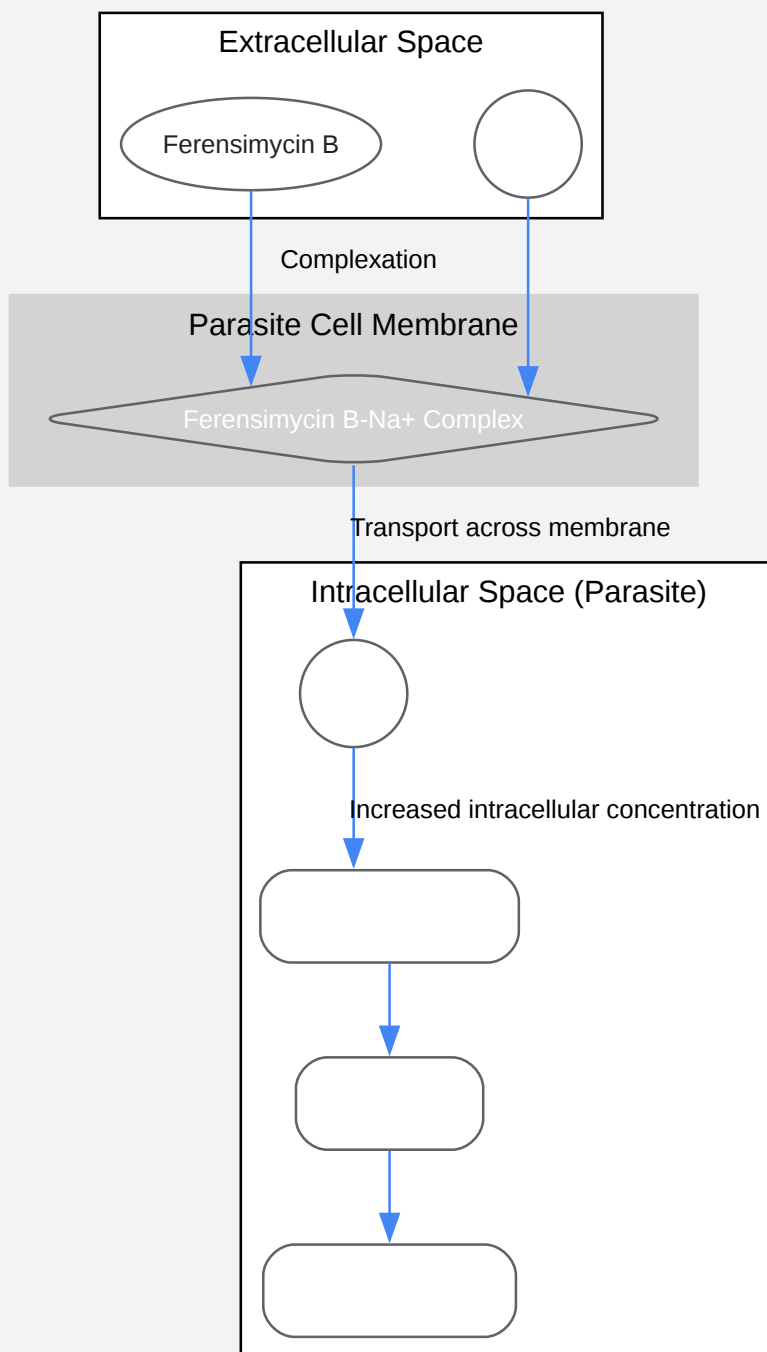 Extracellular Space
Ferensimycin B
Complexation
Parasite Cell Membrane
Ferensimycin B-Na+ Complex
Transport across membrane
Intracellular Space (Parasite)
Increased intracellular concentration